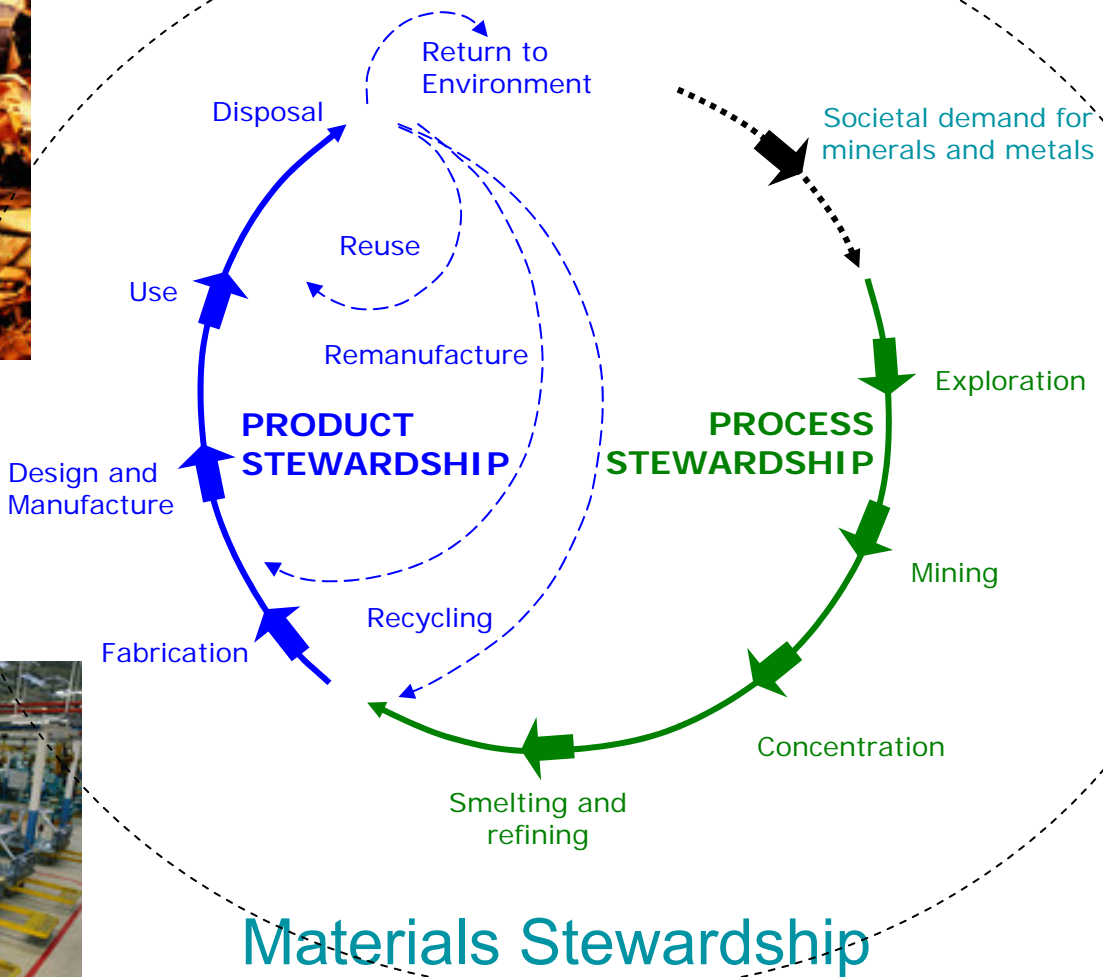 Return to
Environment
Disposal
Societal demand for
minerals and metals
Reuse
Use
Remanufacture
Exploration
PRODUCT
STEWARDSHIP
PROCESS
STEWARDSHIP
Design and
Manufacture
Mining
Recycling
Fabrication
Concentration
Smelting and
refining
Materials Stewardship